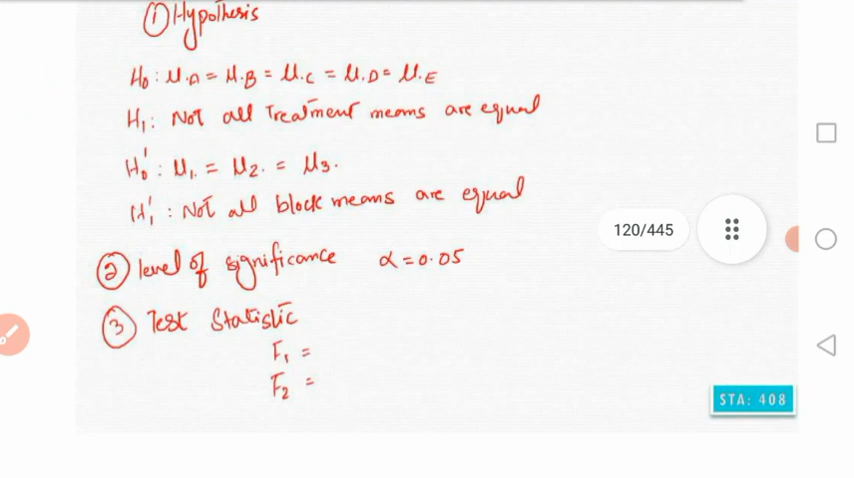 ① Hypothesis
H₀ : μ.A = μ.B = μ.C = μ.D = μ.E
H₁ : Not all Treatment means are equal
H₀' : μ₁. = μ₂. = μ₃.
H₁' : Not all block means are equal
120/445
② level of significance α = 0.05
③ Test Statistic
F₁ =
F₂ =
STA: 408